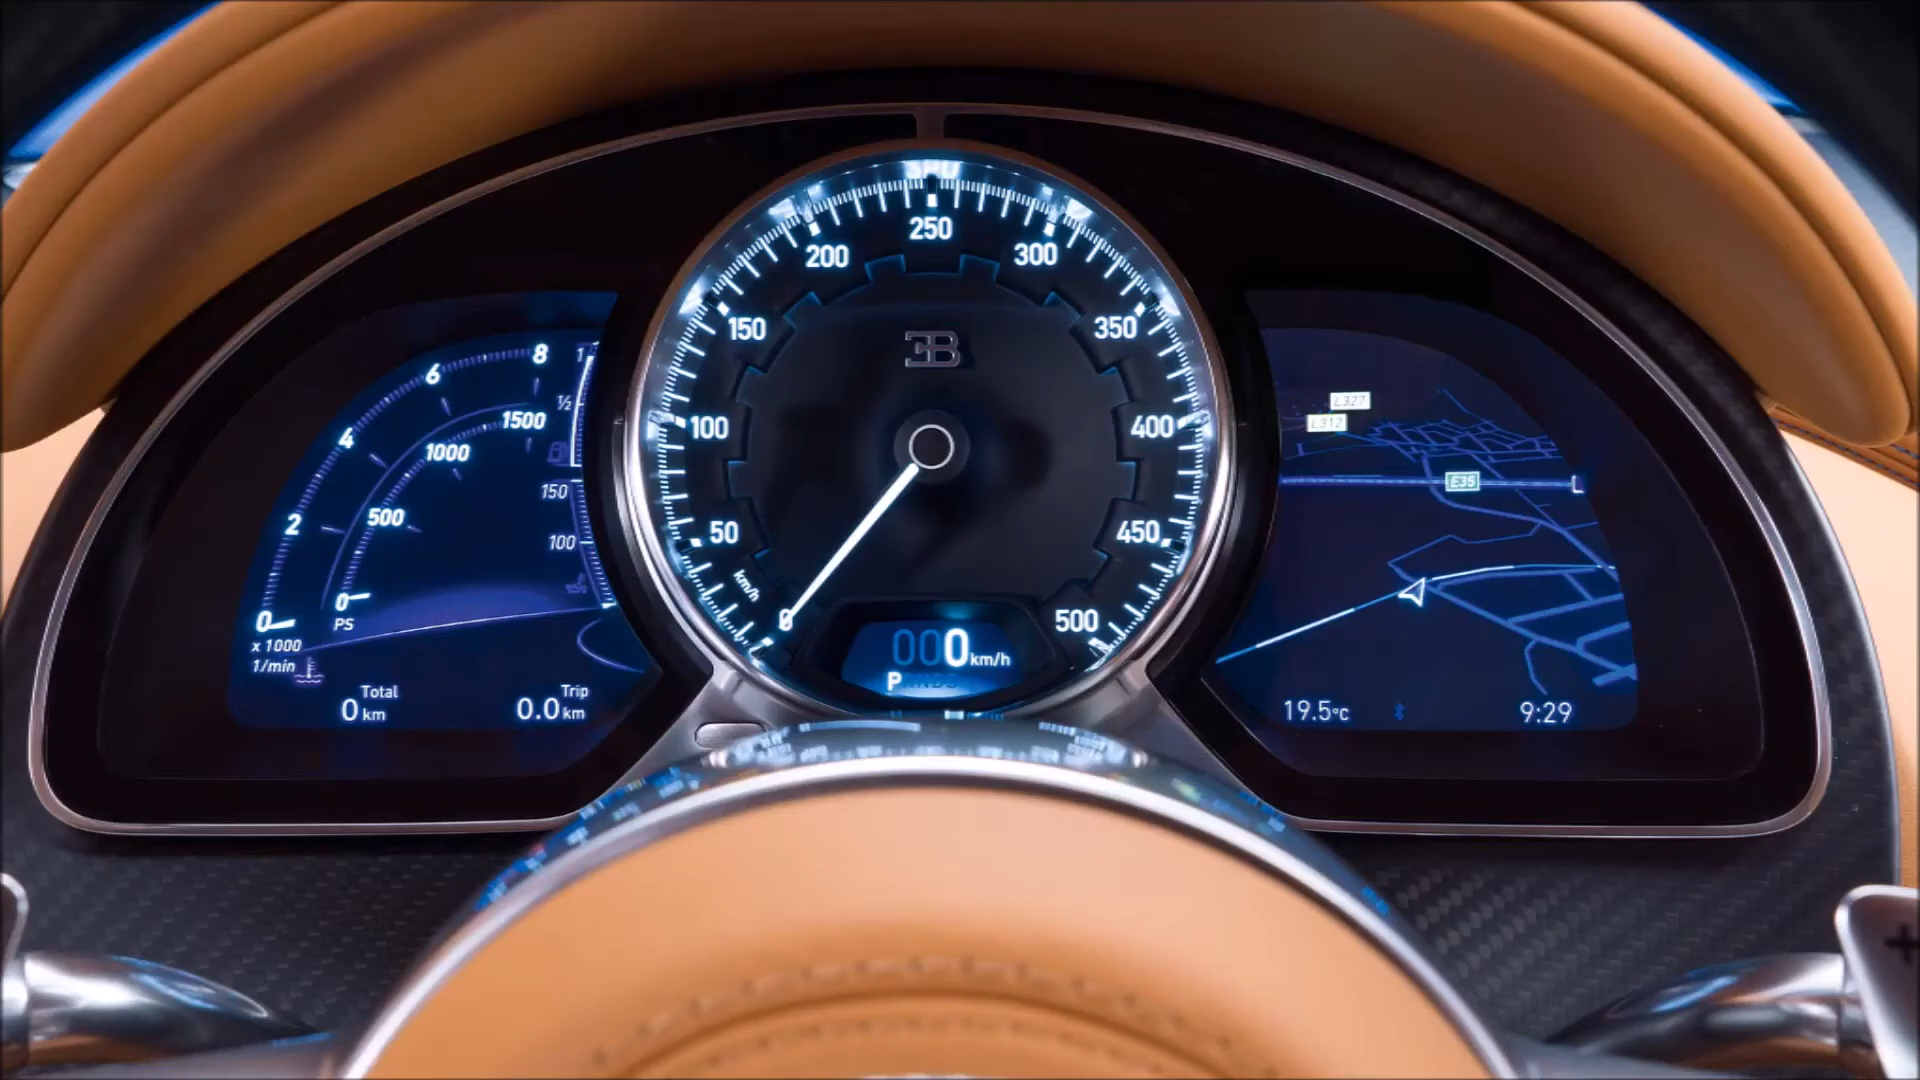 8
6
4
2
0
x 1000
1/min
1500
1000
500
0
PS
½
150
100
Total
0 km
Trip
0.0 km
0
50
100
150
200
250
300
350
400
450
500
km/h
EB
000 km/h
P
L327
L312
E35
19.5°C
9:29
+